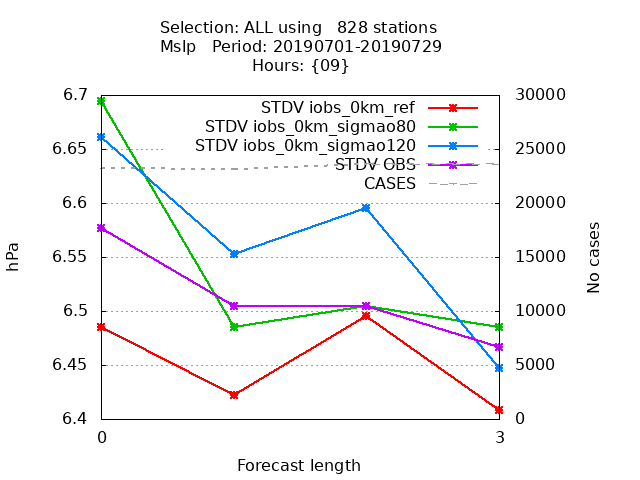 Selection: ALL using   828 stations
Mslp   Period: 20190701-20190729
Hours: {09}
6.7
30000
STDV iobs_0km_ref
STDV iobs_0km_sigmao80
6.65
STDV iobs_0km_sigmao120
25000
STDV OBS
CASES
6.6
20000
hPa
6.55
15000
No cases
6.5
10000
6.45
5000
6.4
0
0
3
Forecast length